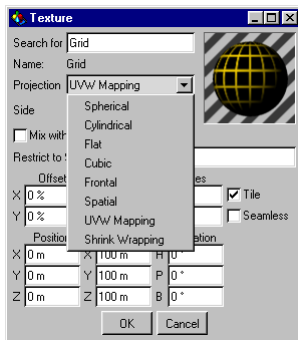 Texture
Search for Grid
Name: Grid
Projection UVW Mapping
Spherical
Side
Cylindrical
Flat
Mix with
Cubic
Restrict to
Frontal
Offset
Spatial
X 0 %
UVW Mapping
Tile
Y 0 %
Shrink Wrapping
Seamless
Position
X 0 m X 100 m H 0 °
Y 0 m Y 100 m P 0 °
Z 0 m Z 100 m B 0 °
OK Cancel